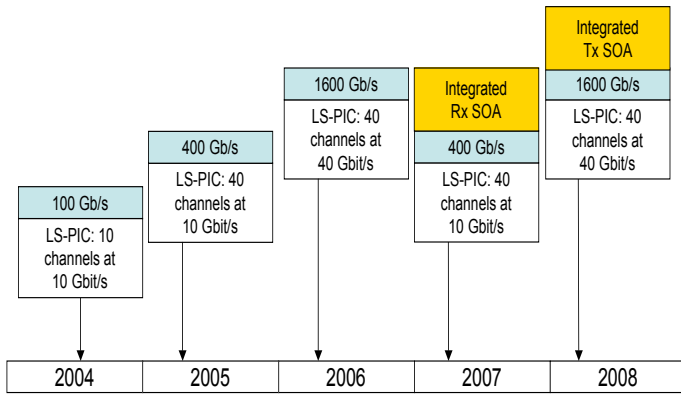 100 Gb/s
LS-PIC: 10
channels at
10 Gbit/s
400 Gb/s
LS-PIC: 40
channels at
10 Gbit/s
1600 Gb/s
LS-PIC: 40
channels at
40 Gbit/s
Integrated
Rx SOA
400 Gb/s
LS-PIC: 40
channels at
10 Gbit/s
Integrated
Tx SOA
1600 Gb/s
LS-PIC: 40
channels at
40 Gbit/s
2004 2005 2006 2007 2008